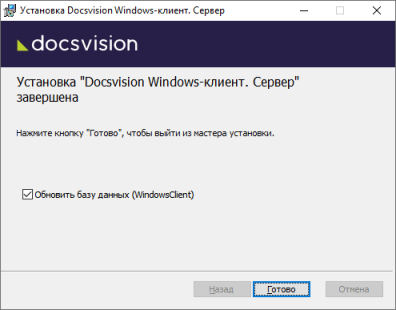 Установка Docsvision Windows-клиент. Сервер
docsvision
Установка "Docsvision Windows-клиент. Сервер"
завершена
Нажмите кнопку "Готово", чтобы выйти из мастера установки.
Обновить базу данных (WindowsClient)
Назад Готово Отмена